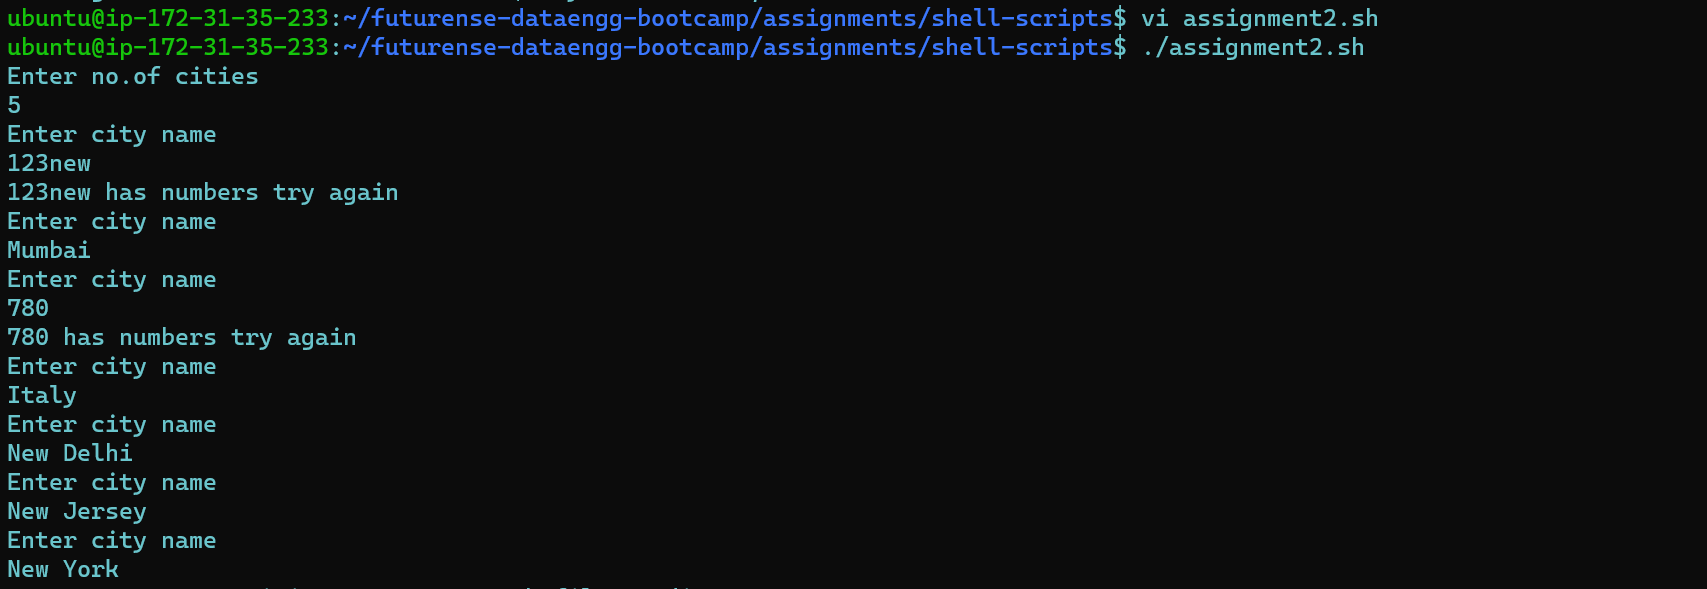 ubuntu@ip-172-31-35-233:~/futurense-dataengg-bootcamp/assignments/shell-scripts$ vi assignment2.sh
ubuntu@ip-172-31-35-233:~/futurense-dataengg-bootcamp/assignments/shell-scripts$ ./assignment2.sh
Enter no.of cities
5
Enter city name
123new
123new has numbers try again
Enter city name
Mumbai
Enter city name
780
780 has numbers try again
Enter city name
Italy
Enter city name
New Delhi
Enter city name
New Jersey
Enter city name
New York